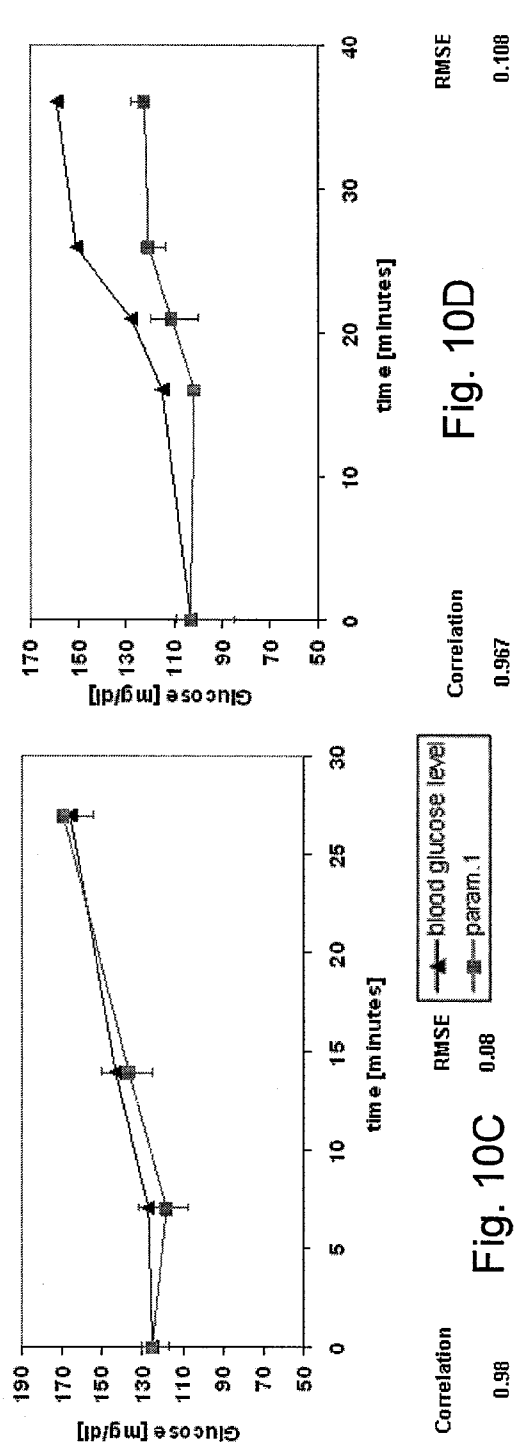 Glucose [mg/dl]
190
170
150
130
110
90
70
50
0
5
10
15
20
25
30
time [minutes]
Correlation
0.98
RMSE
0.08
Fig. 10C
blood glucose level
param.1
Glucose [mg/dl]
170
150
130
110
90
70
50
0
10
20
30
40
time [minutes]
Correlation
0.967
RMSE
0.108
Fig. 10D